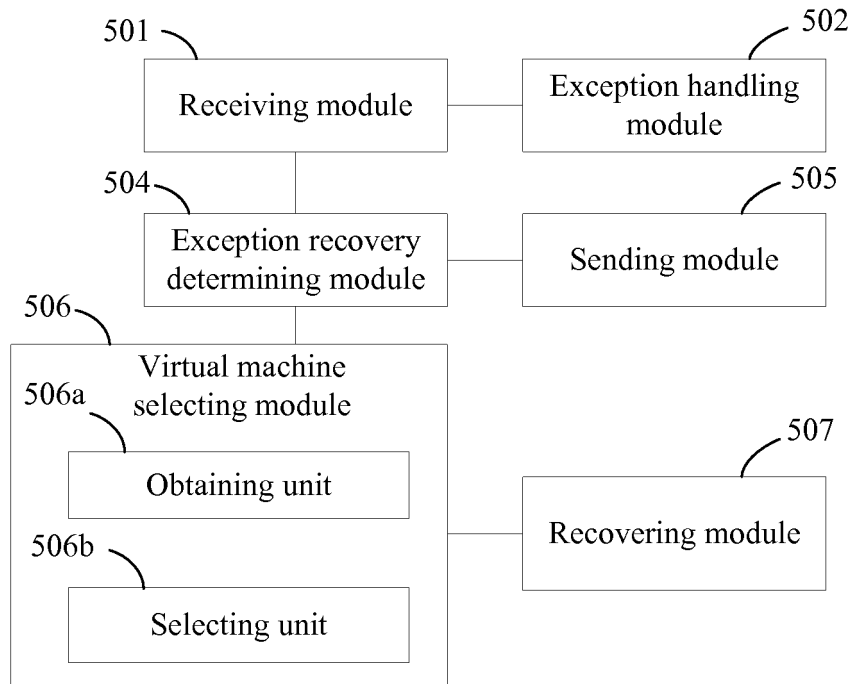 501
502
Receiving module
Exception handling
module
504
505
Exception recovery
determining module
Sending module
506
Virtual machine
selecting module
506a
Obtaining unit
507
Recovering module
506b
Selecting unit